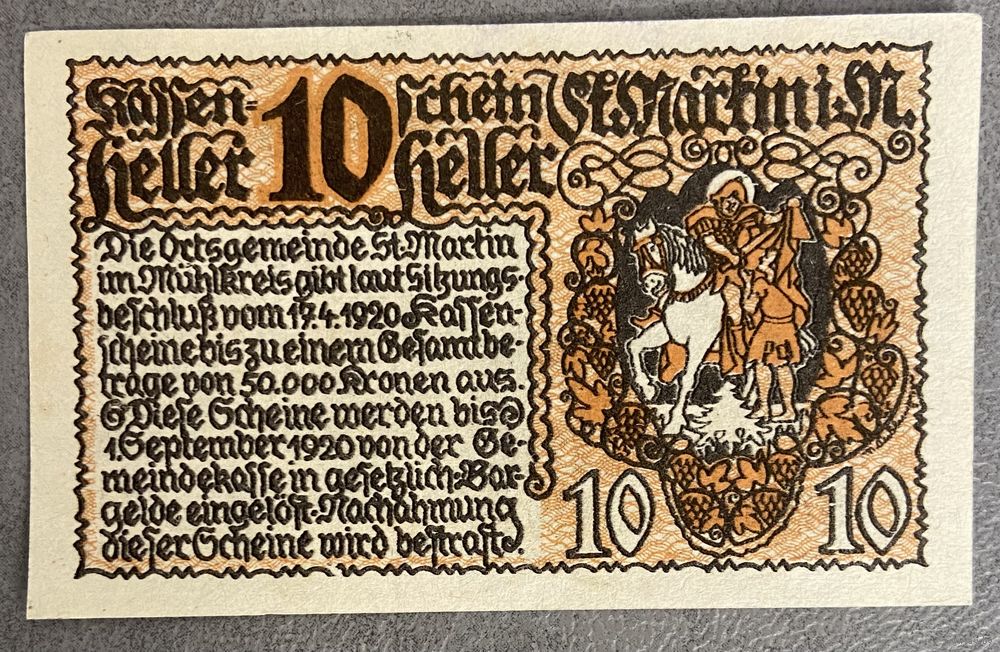 Kassen= 10 schein St. Martin i. M.
Heller 10 Heller
Die Ortsgemeinde St. Martin
im Mühlkreis gibt laut Sitzungs-
beschluß vom 17.4.1920 Kassen-
scheine bis zu einem Gesamtbe-
trage von 50.000 Kronen aus.
Diese Scheine werden bis
1. September 1920 von der Ge-
meindekasse in gesetzlich. Bar-
gelde eingelöst. Nachahmung
dieser Scheine wird bestraft.
10 10